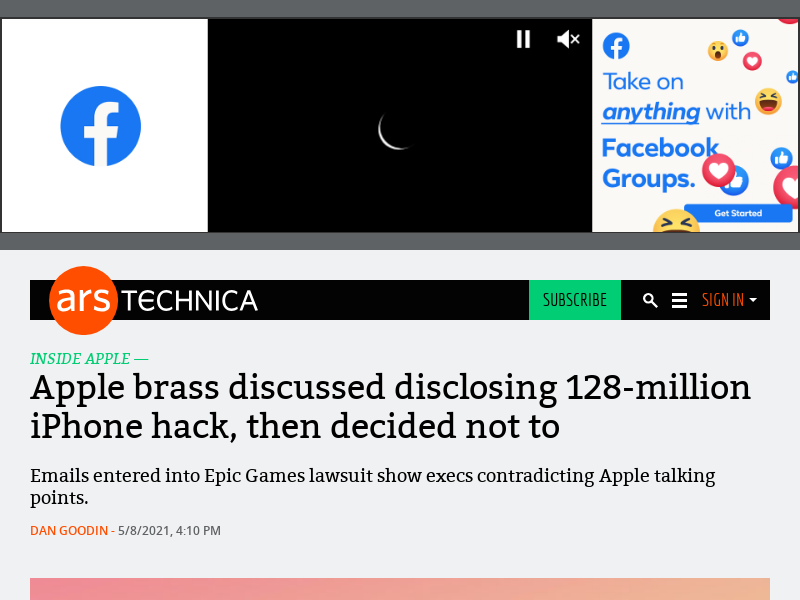 Take on
anything with
Facebook
Groups.
Get Started
ars TECHNICA
SUBSCRIBE
SIGN IN
INSIDE APPLE —
Apple brass discussed disclosing 128-million
iPhone hack, then decided not to
Emails entered into Epic Games lawsuit show execs contradicting Apple talking
points.
DAN GOODIN - 5/8/2021, 4:10 PM